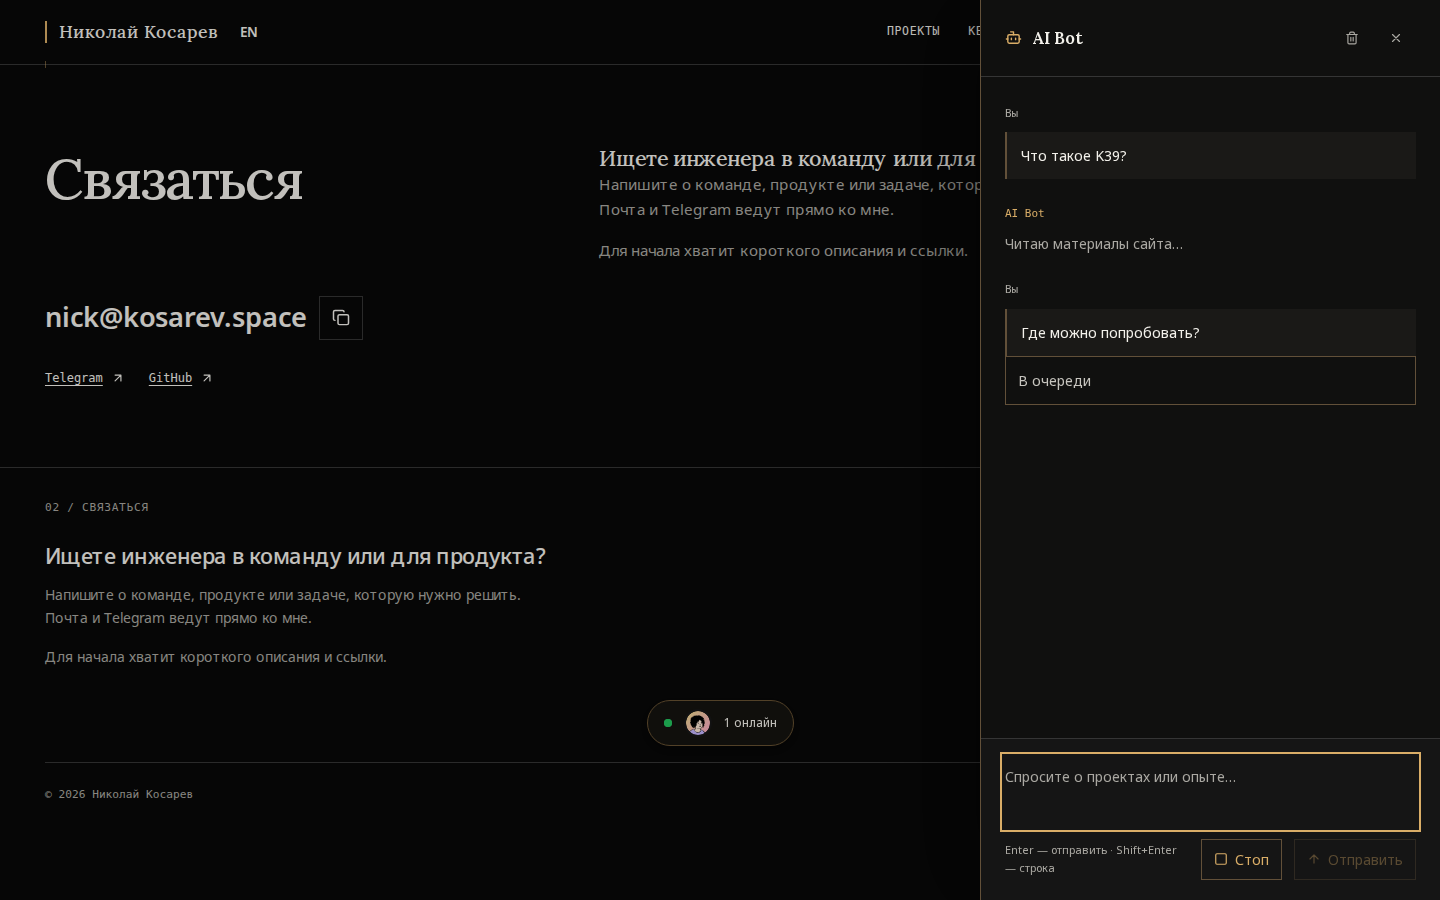 Николай Косарев
EN
ПРОЕКТЫ
Связаться
Ищете инженера в команду или для
Напишите о команде, продукте или задаче, котор
Почта и Telegram ведут прямо ко мне.
Для начала хватит короткого описания и ссылки.
nick@kosarev.space
Telegram
GitHub
02 / СВЯЗАТЬСЯ
Ищете инженера в команду или для продукта?
Напишите о команде, продукте или задаче, которую нужно решить.
Почта и Telegram ведут прямо ко мне.
Для начала хватит короткого описания и ссылки.
1 онлайн
© 2026 Николай Косарев
AI Bot
Вы
Что такое K39?
AI Bot
Читаю материалы сайта…
Вы
Где можно попробовать?
В очереди
Спросите о проектах или опыте…
Enter — отправить · Shift+Enter
— строка
Стоп
Отправить